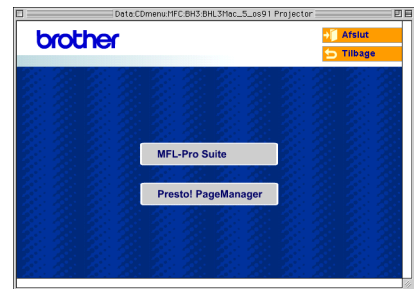 Data:CDmenu:MFC:BH3:BHL3Mac_5_os91 Projector
brother
Afslut
Tilbage
MFL-Pro Suite
Presto! PageManager